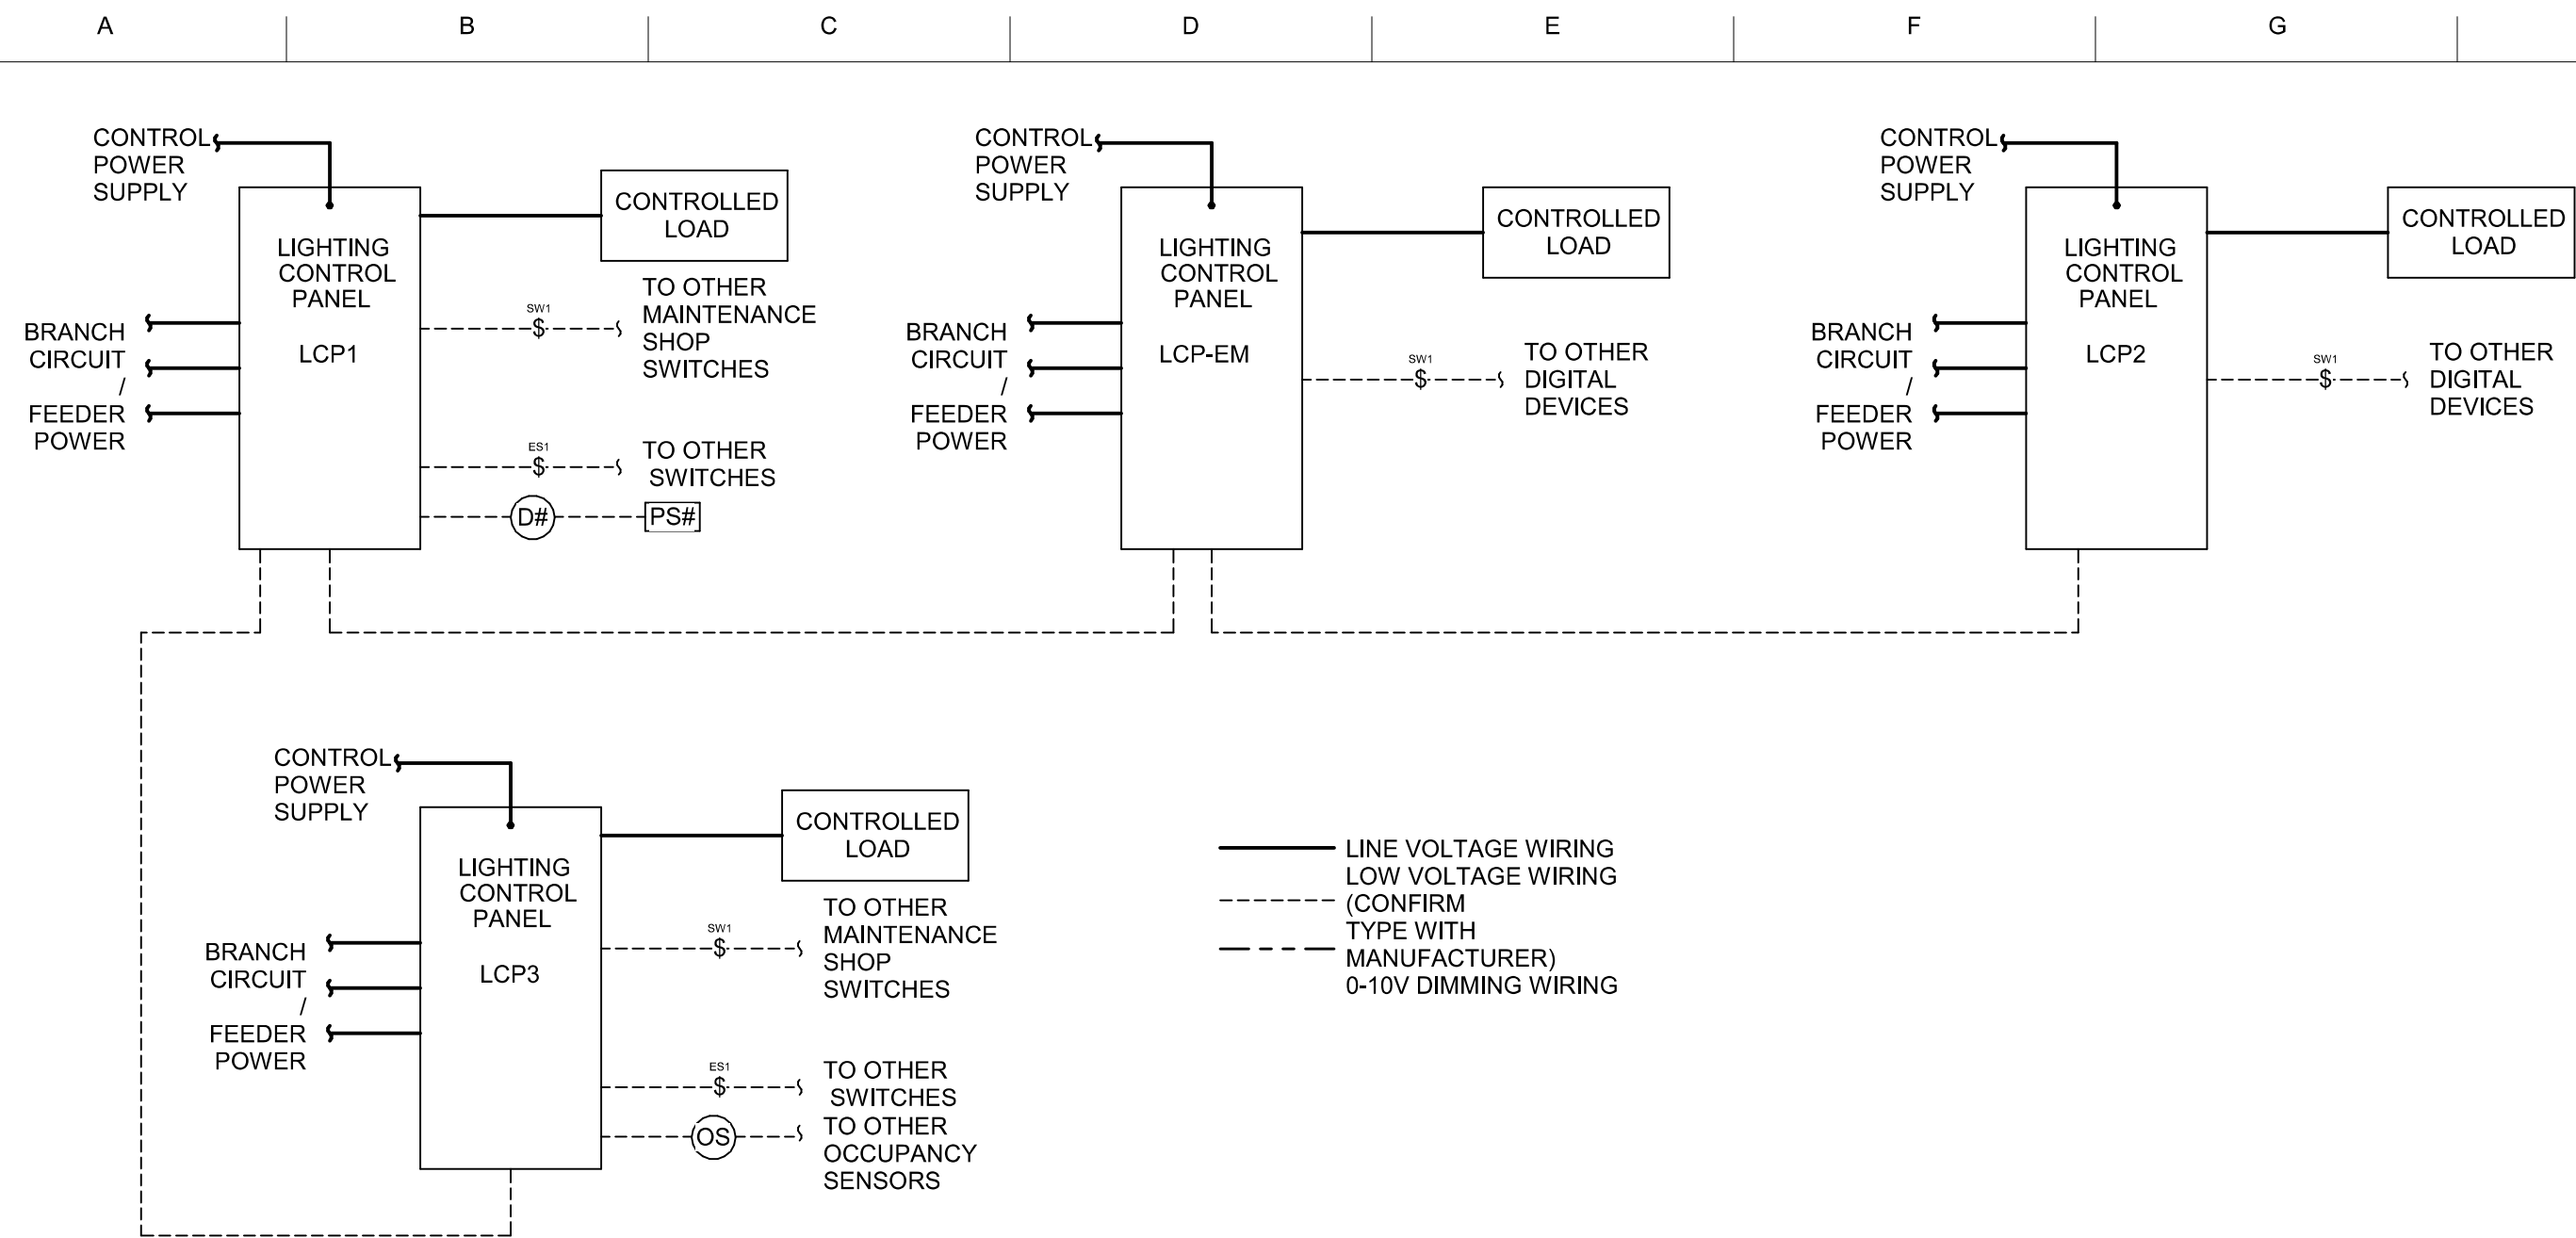 A B C D E F G
CONTROL
POWER
SUPPLY
LIGHTING
CONTROL
PANEL
LCP1
BRANCH
CIRCUIT
/
FEEDER
POWER
CONTROLLED
LOAD
SW1
$
TO OTHER
MAINTENANCE
SHOP
SWITCHES
ES1
$
TO OTHER
SWITCHES
D#
PS#
CONTROL
POWER
SUPPLY
LIGHTING
CONTROL
PANEL
LCP-EM
BRANCH
CIRCUIT
/
FEEDER
POWER
CONTROLLED
LOAD
SW1
$
TO OTHER
DIGITAL
DEVICES
CONTROL
POWER
SUPPLY
LIGHTING
CONTROL
PANEL
LCP2
BRANCH
CIRCUIT
/
FEEDER
POWER
CONTROLLED
LOAD
SW1
$
TO OTHER
DIGITAL
DEVICES
CONTROL
POWER
SUPPLY
LIGHTING
CONTROL
PANEL
LCP3
BRANCH
CIRCUIT
/
FEEDER
POWER
CONTROLLED
LOAD
SW1
$
TO OTHER
MAINTENANCE
SHOP
SWITCHES
ES1
$
TO OTHER
SWITCHES
OS
TO OTHER
OCCUPANCY
SENSORS
LINE VOLTAGE WIRING
LOW VOLTAGE WIRING
(CONFIRM
TYPE WITH
MANUFACTURER)
0-10V DIMMING WIRING